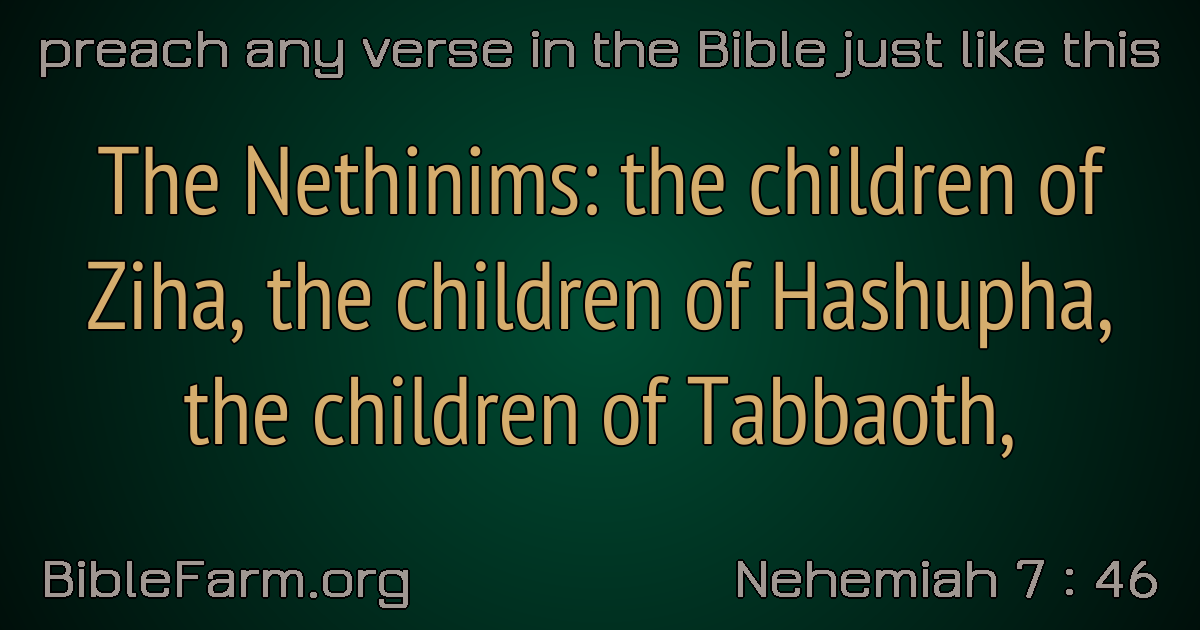 preach any verse in the Bible just like this
The Nethinims: the children of
Ziha, the children of Hashupha,
the children of Tabbaoth,
BibleFarm.org
Nehemiah 7 : 46